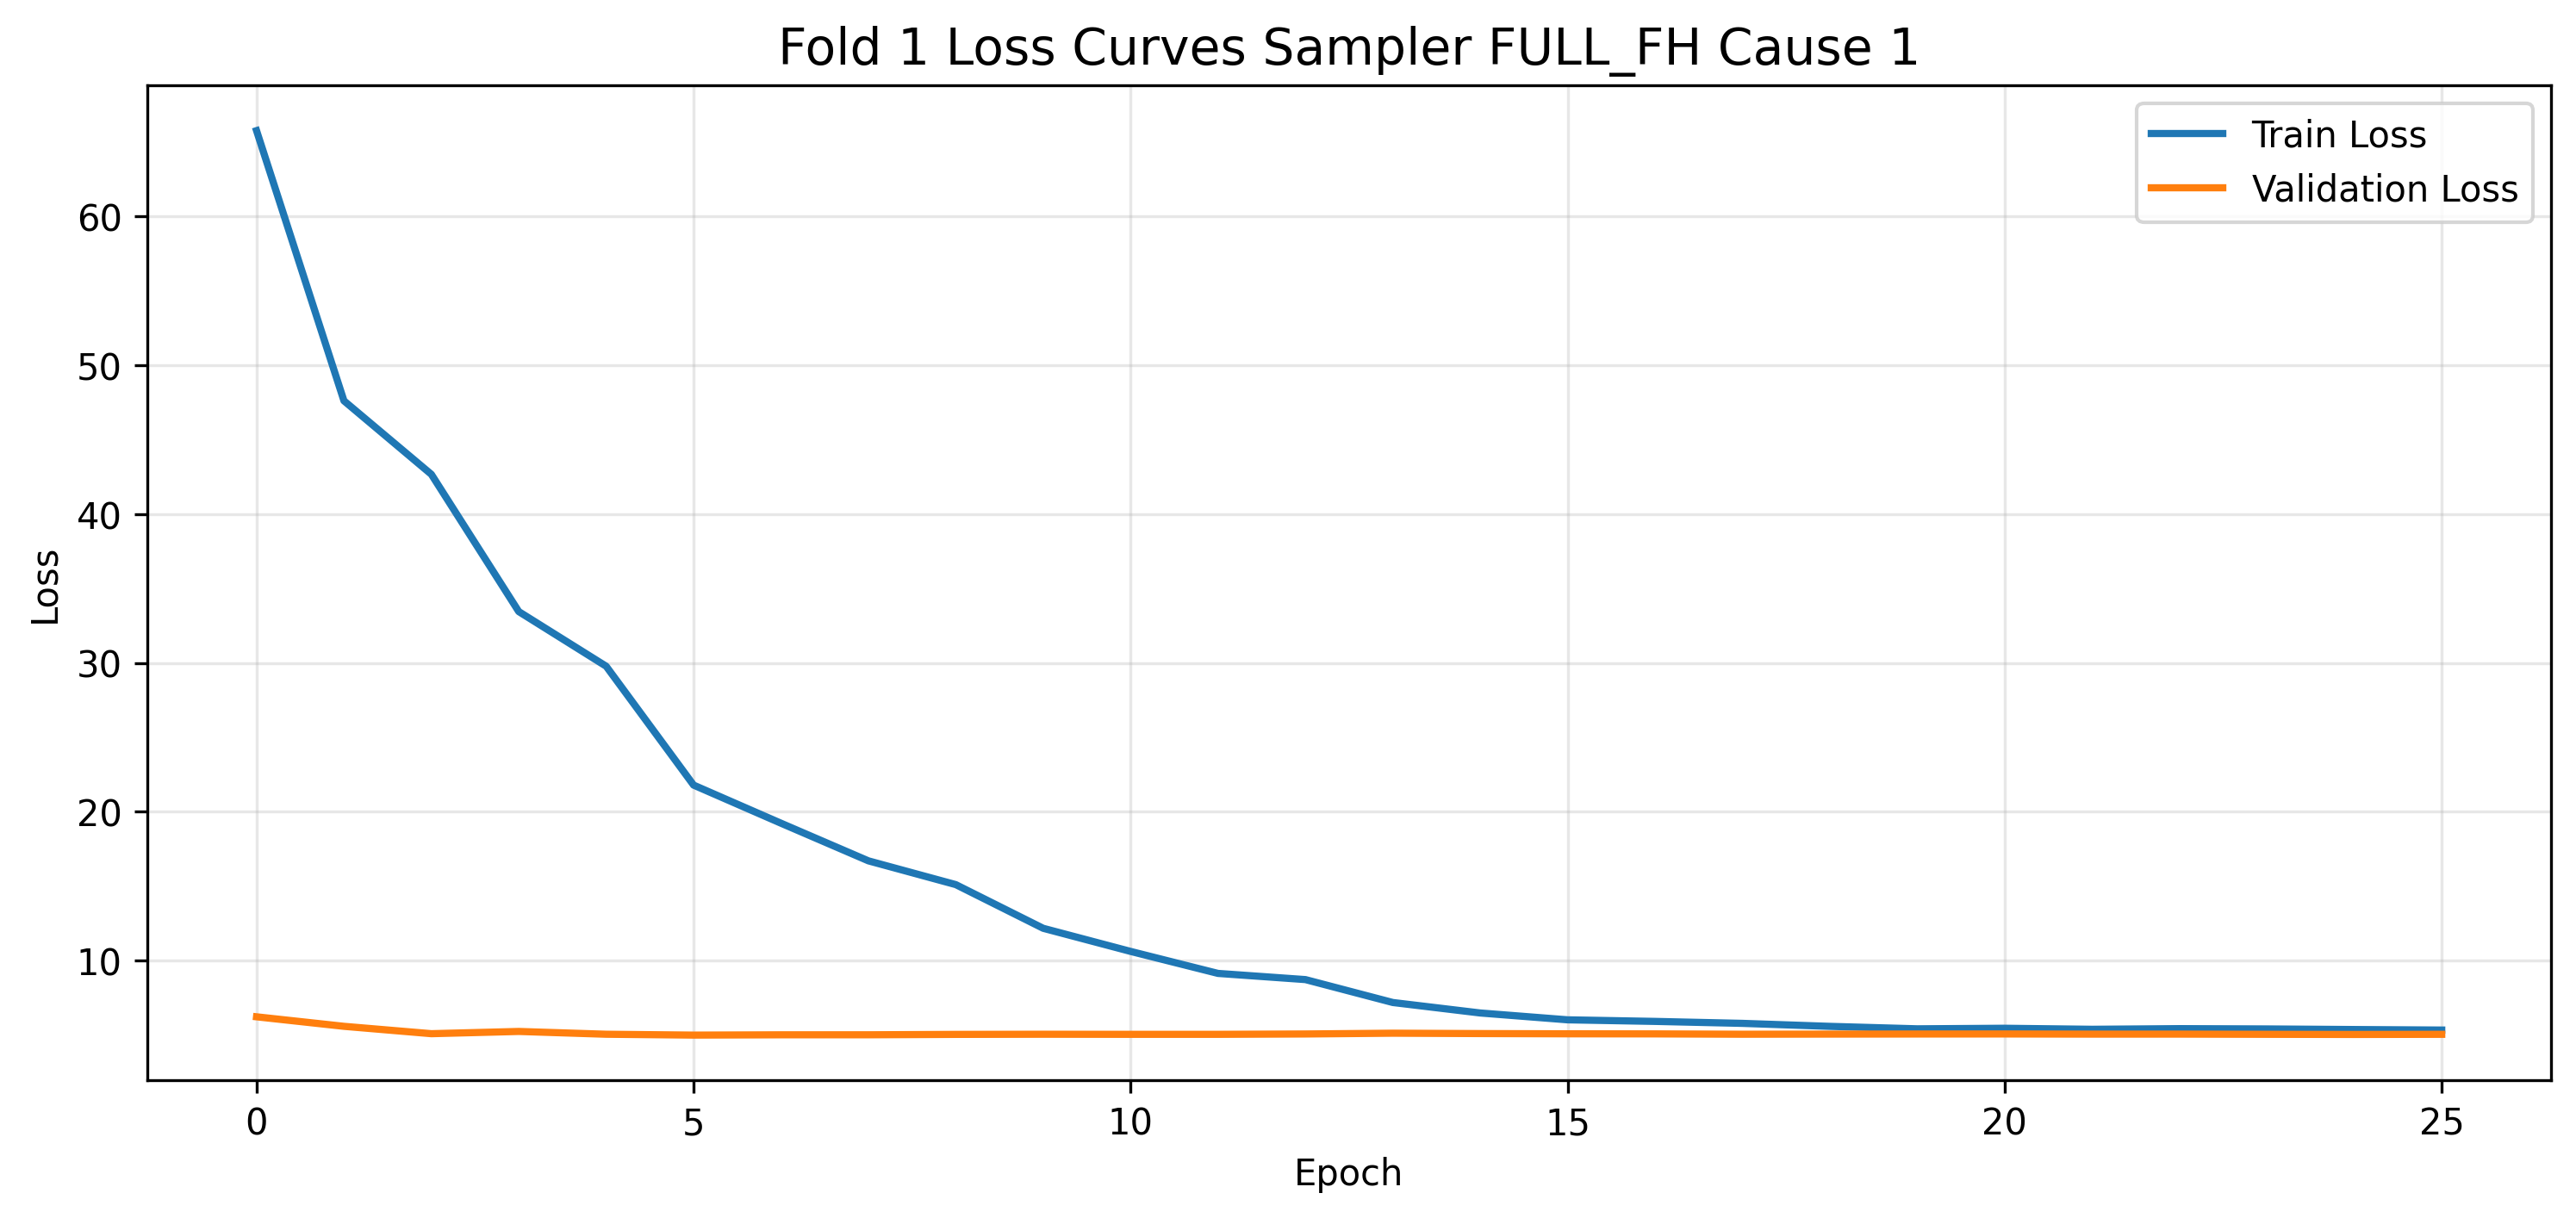 Fold 1 Loss Curves Sampler FULL_FH Cause 1
Train Loss
Validation Loss
60
50
40
30
20
10
Loss
0 5 10 15 20 25
Epoch